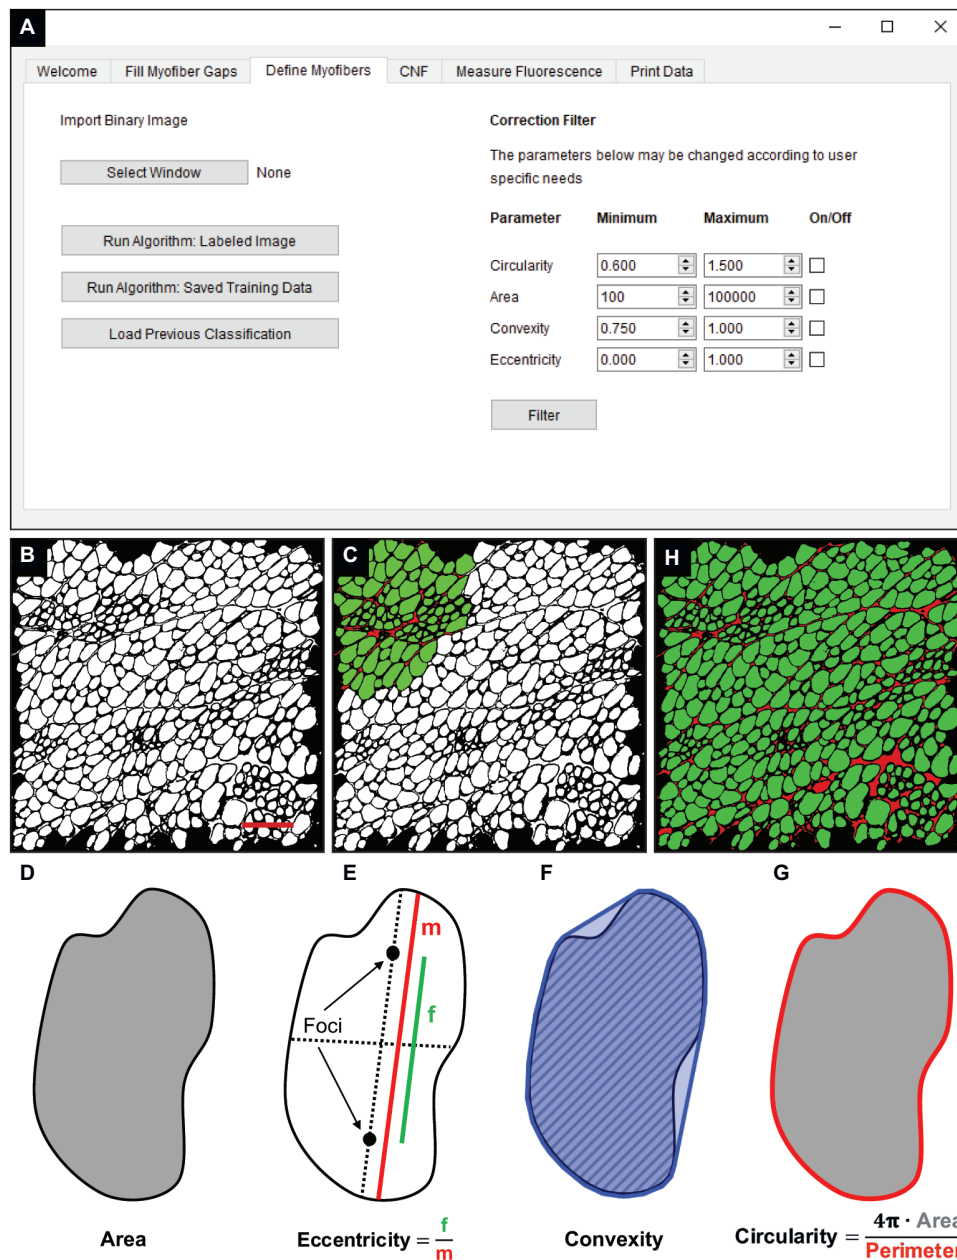 A
Welcome Fill Myofiber Gaps Define Myofibers CNF Measure Fluorescence Print Data
Import Binary Image
Select Window None
Run Algorithm: Labeled Image
Run Algorithm: Saved Training Data
Load Previous Classification
Correction Filter
The parameters below may be changed according to user
specific needs
Parameter Minimum Maximum On/Off
Circularity 0.600 1.500
Area 100 100000
Convexity 0.750 1.000
Eccentricity 0.000 1.000
Filter
B
C
H
D
E
F
G
m
f
Foci
Area
Eccentricity = f
m
Convexity
Circularity = 4π · Area
Perimeter